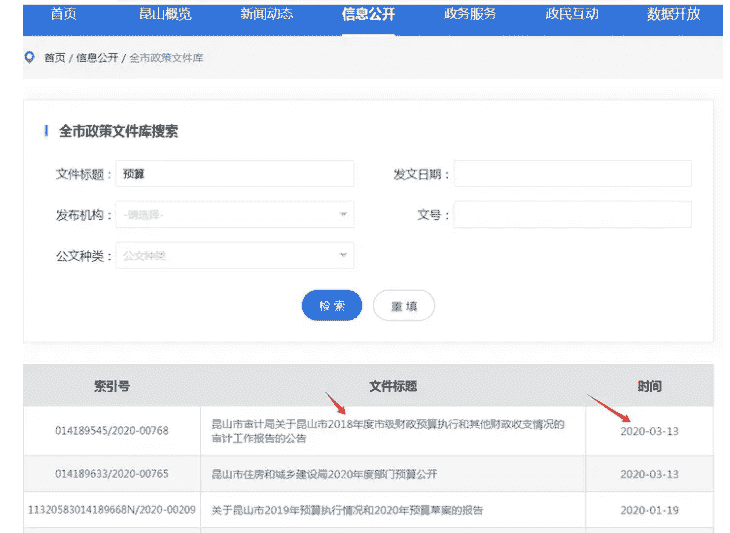 首页 昆山概览 新闻动态 信息公开 政务服务 政民互动 数据开放
首页 / 信息公开 / 全市政策文件库
全市政策文件库搜索
文件标题： 预算 发文日期：
发布机构： -请选择- 文号：
公文种类： 公文种类
检 索 重 填
索引号 文件标题 时间
014189545/2020-00768 昆山市审计局关于昆山市2018年度市级财政预算执行和其他财政收支情况的 2020-03-13
审计工作报告的公告
014189633/2020-00765 昆山市住房和城乡建设局2020年度部门预算公开 2020-03-13
11320583014189668N/2020-00209 关于昆山市2019年预算执行情况和2020年预算草案的报告 2020-01-19